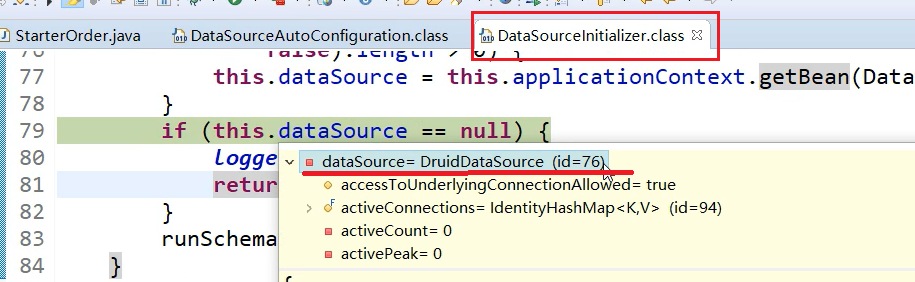 StarterOrder.java DataSourceAutoConfiguration.class DataSourceInitializer.class
76 false).length > 0) {
77 this.dataSource = this.applicationContext.getBean(Data
78 }
79 if (this.dataSource == null) {
80 logge
81 retur
82 }
83 runSchema
84 }
dataSource= DruidDataSource (id=76)
accessToUnderlyingConnectionAllowed= true
F activeConnections= IdentityHashMap<K,V> (id=94)
activeCount= 0
activePeak= 0